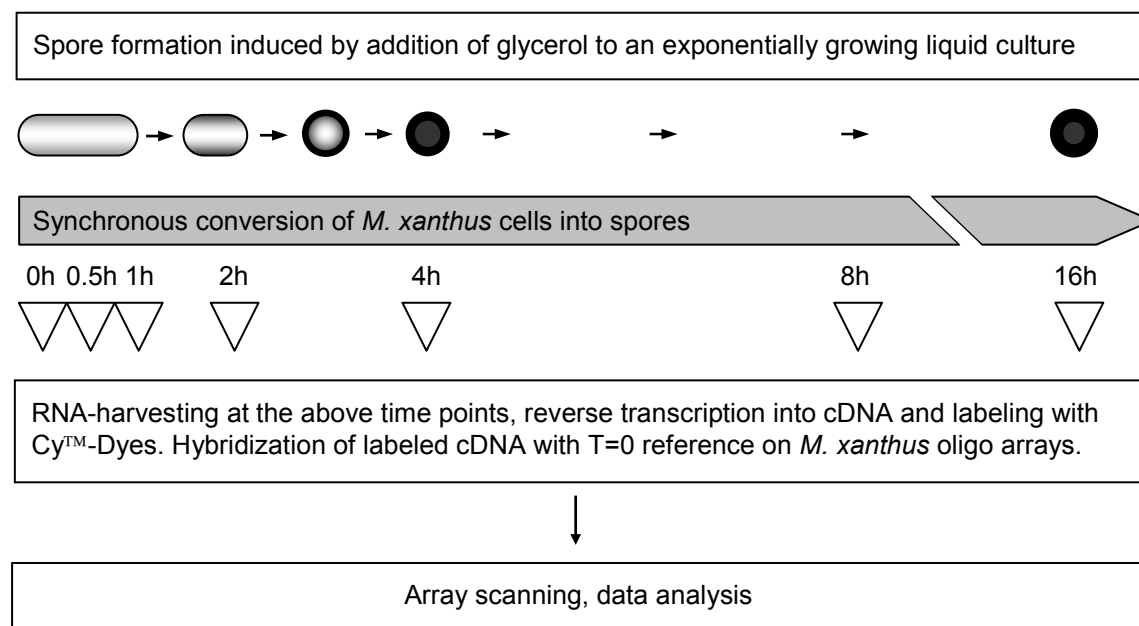 Spore formation induced by addition of glycerol to an exponentially growing liquid culture
Synchronous conversion of M. xanthus cells into spores
0h 0.5h 1h 2h 4h 8h 16h
RNA-harvesting at the above time points, reverse transcription into cDNA and labeling with
Cy™-Dyes. Hybridization of labeled cDNA with T=0 reference on M. xanthus oligo arrays.
Array scanning, data analysis